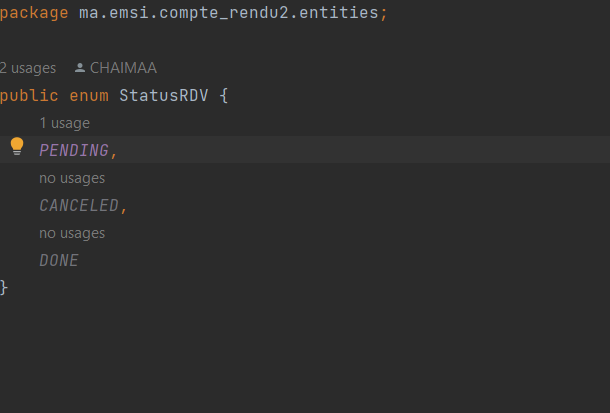 package ma.emsi.compte_rendu2.entities;
2 usages CHAIMAA
public enum StatusRDV {
1 usage
PENDING,
no usages
CANCELED,
no usages
DONE
}